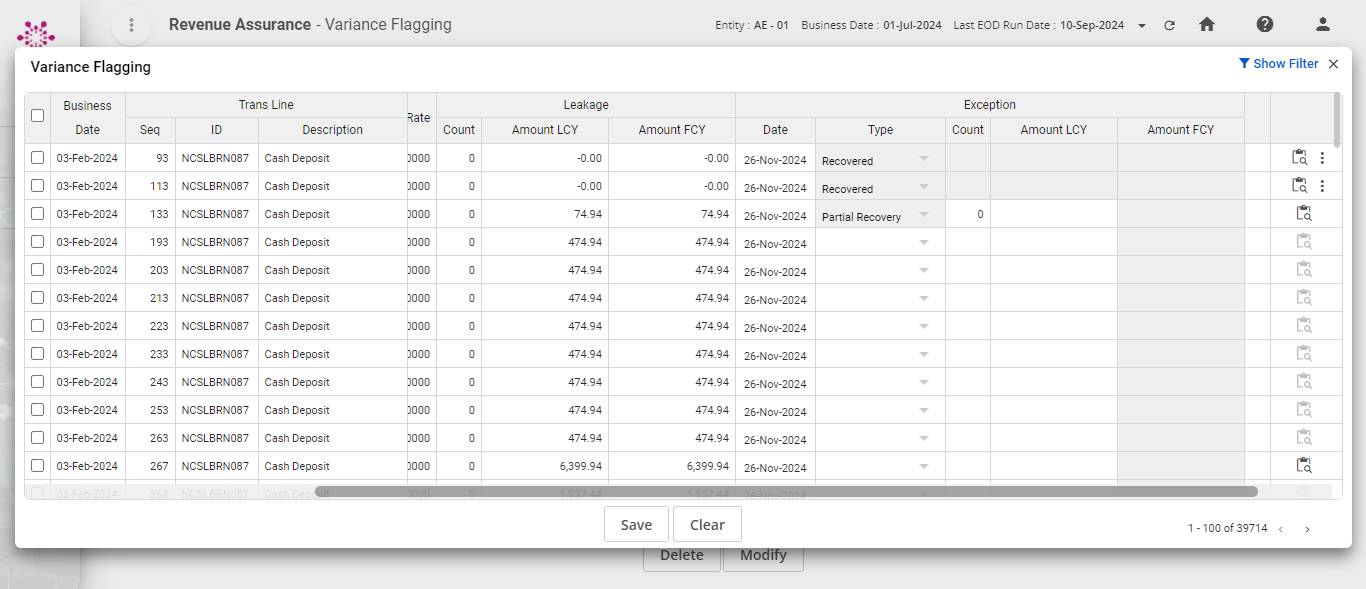 Revenue Assurance - Variance Flagging
Entity : AE - 01 Business Date : 01-Jul-2024 Last EOD Run Date : 10-Sep-2024
Variance Flagging
Show Filter
Business Date Trans Line Rate Leakage Exception
Seq ID Description Count Amount LCY Amount FCY Date Type Count Amount LCY Amount FCY
03-Feb-2024 93 NCSLBRN087 Cash Deposit 0000 0 -0.00 -0.00 26-Nov-2024 Recovered
03-Feb-2024 113 NCSLBRN087 Cash Deposit 0000 0 -0.00 -0.00 26-Nov-2024 Recovered
03-Feb-2024 133 NCSLBRN087 Cash Deposit 0000 0 74.94 74.94 26-Nov-2024 Partial Recovery 0
03-Feb-2024 193 NCSLBRN087 Cash Deposit 0000 0 474.94 474.94 26-Nov-2024
03-Feb-2024 203 NCSLBRN087 Cash Deposit 0000 0 474.94 474.94 26-Nov-2024
03-Feb-2024 213 NCSLBRN087 Cash Deposit 0000 0 474.94 474.94 26-Nov-2024
03-Feb-2024 223 NCSLBRN087 Cash Deposit 0000 0 474.94 474.94 26-Nov-2024
03-Feb-2024 233 NCSLBRN087 Cash Deposit 0000 0 474.94 474.94 26-Nov-2024
03-Feb-2024 243 NCSLBRN087 Cash Deposit 0000 0 474.94 474.94 26-Nov-2024
03-Feb-2024 253 NCSLBRN087 Cash Deposit 0000 0 474.94 474.94 26-Nov-2024
03-Feb-2024 263 NCSLBRN087 Cash Deposit 0000 0 474.94 474.94 26-Nov-2024
03-Feb-2024 267 NCSLBRN087 Cash Deposit 0000 0 6,399.94 6,399.94 26-Nov-2024
03-Feb-2024 268 NCSLBRN087 Cash Depo 0000 0 1,937.44 1,937.44 26-Nov-2024
Save Clear
1 - 100 of 39714
Delete Modify